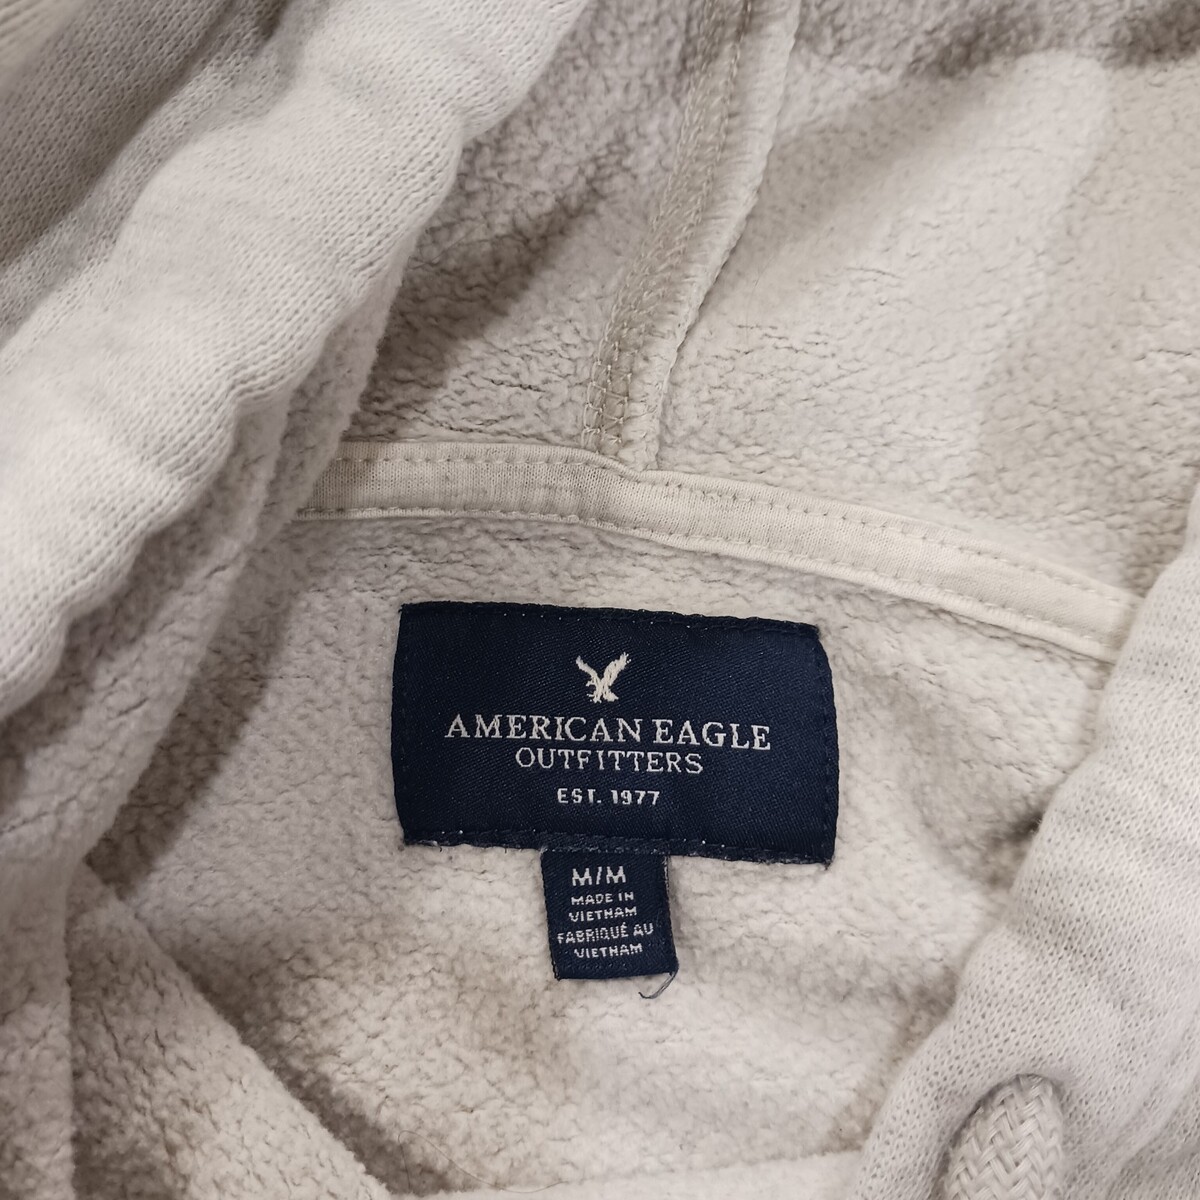 AMERICAN EAGLE
OUTFITTERS
EST. 1977
M/M
MADE IN
VIETNAM
FABRIQUÉ AU
VIETNAM